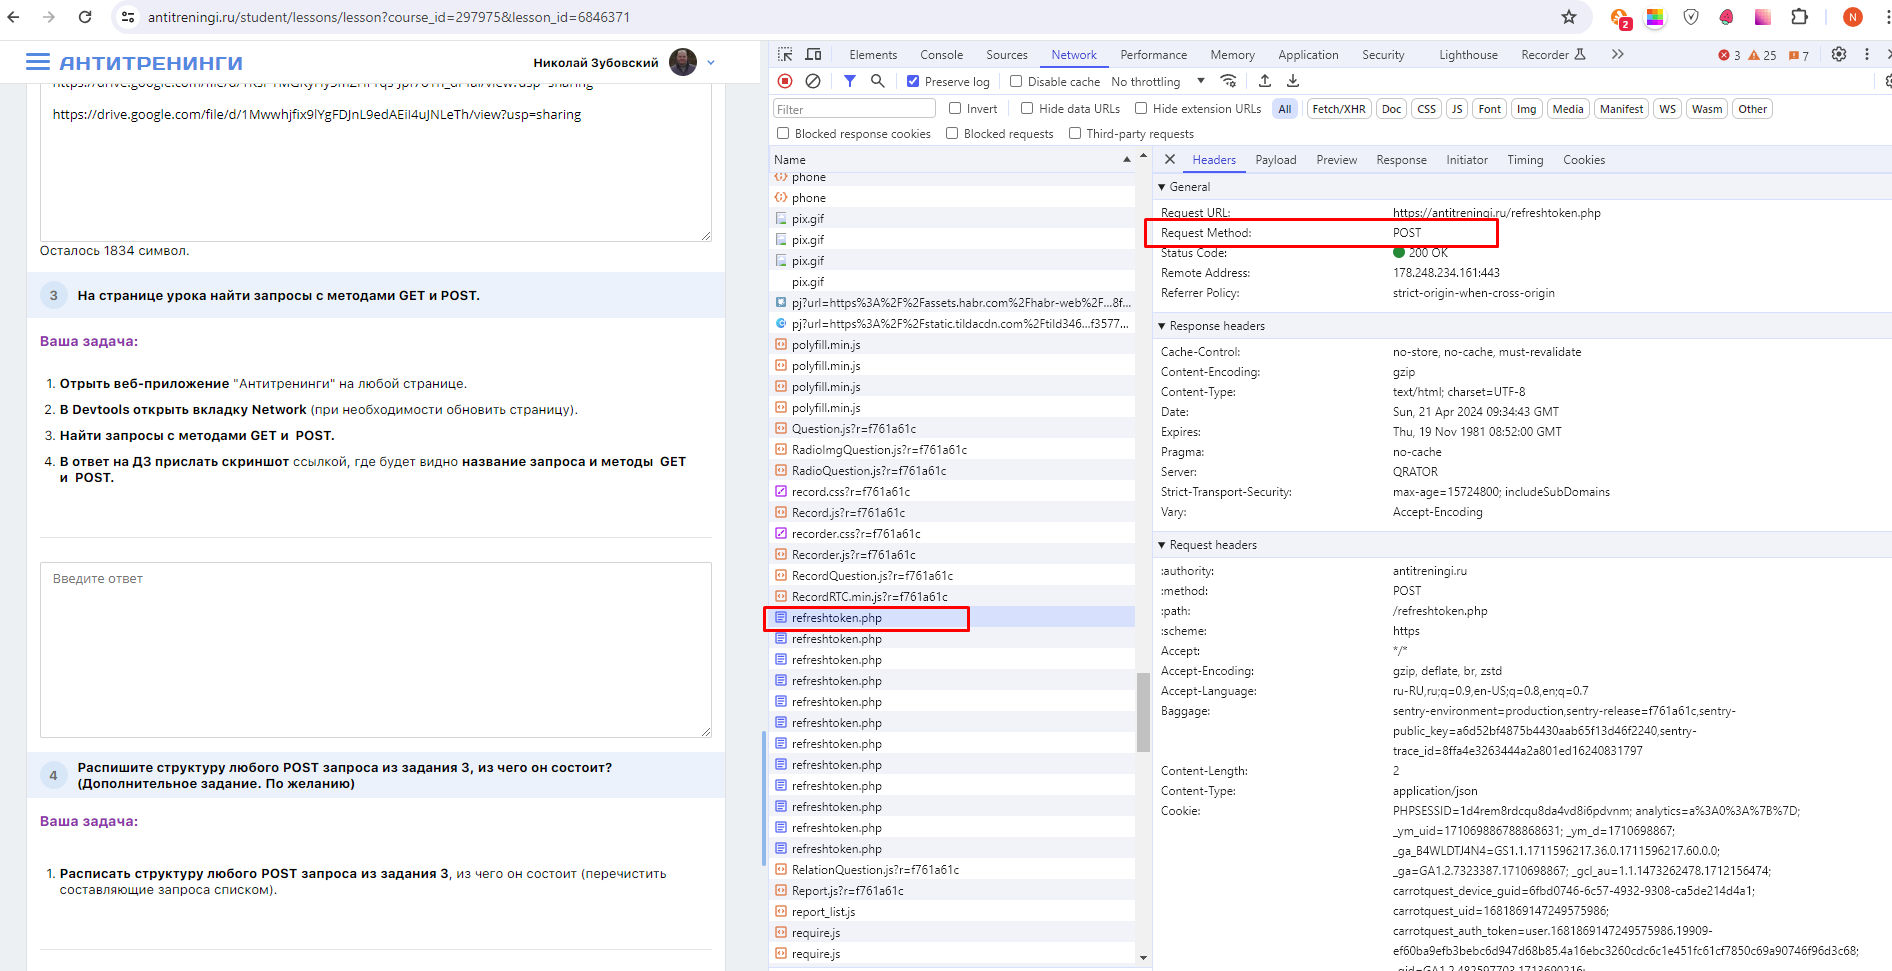 antitreningi.ru/student/lessons/lesson?course_id=297975&lesson_id=6846371
2
N
АНТИТРЕНИНГИ
Николай Зубовский
https://drive.google.com/file/d/1Mwwhjfix9lYgFDJnL9edAEiI4uJNLeTh/view?usp=sharing
Осталось 1834 символ.
3
На странице урока найти запросы с методами GET и POST.
Ваша задача:
1. Отрыть веб-приложение "Антитренинги" на любой странице.
2. В Devtools открыть вкладку Network (при необходимости обновить страницу).
3. Найти запросы с методами GET и POST.
4. В ответ на ДЗ прислать скриншот ссылкой, где будет видно название запроса и методы GET
и POST.
Введите ответ
4
Распишите структуру любого POST запроса из задания 3, из чего он состоит?
(Дополнительное задание. По желанию)
Ваша задача:
1. Расписать структуру любого POST запроса из задания 3, из чего он состоит (перечистить
составляющие запроса списком).
Elements Console Sources Network Performance Memory Application Security Lighthouse Recorder 3 25 7
Preserve log Disable cache No throttling
Filter Invert Hide data URLs Hide extension URLs All Fetch/XHR Doc CSS JS Font Img Media Manifest WS Wasm Other
Blocked response cookies Blocked requests Third-party requests
Name
phone
phone
pix.gif
pix.gif
pix.gif
pix.gif
pj?url=https%3A%2F%2Fassets.habr.com%2Fhabr-web%2F...8f...
pj?url=https%3A%2F%2Fstatic.tildacdn.com%2Ftild346...f3577...
polyfill.min.js
polyfill.min.js
polyfill.min.js
polyfill.min.js
Question.js?r=f761a61c
RadioImgQuestion.js?r=f761a61c
RadioQuestion.js?r=f761a61c
record.css?r=f761a61c
Record.js?r=f761a61c
recorder.css?r=f761a61c
Recorder.js?r=f761a61c
RecordQuestion.js?r=f761a61c
RecordRTC.min.js?r=f761a61c
refreshtoken.php
refreshtoken.php
refreshtoken.php
refreshtoken.php
refreshtoken.php
refreshtoken.php
refreshtoken.php
refreshtoken.php
refreshtoken.php
refreshtoken.php
refreshtoken.php
refreshtoken.php
RelationQuestion.js?r=f761a61c
Report.js?r=f761a61c
report_list.js
require.js
require.js
Headers Payload Preview Response Initiator Timing Cookies
General
Request URL: https://antitreningi.ru/refreshtoken.php
Request Method: POST
Status Code: 200 OK
Remote Address: 178.248.234.161:443
Referrer Policy: strict-origin-when-cross-origin
Response headers
Cache-Control: no-store, no-cache, must-revalidate
Content-Encoding: gzip
Content-Type: text/html; charset=UTF-8
Date: Sun, 21 Apr 2024 09:34:43 GMT
Expires: Thu, 19 Nov 1981 08:52:00 GMT
Pragma: no-cache
Server: QRATOR
Strict-Transport-Security: max-age=15724800; includeSubDomains
Vary: Accept-Encoding
Request headers
:authority: antitreningi.ru
:method: POST
:path: /refreshtoken.php
:scheme: https
Accept: */*
Accept-Encoding: gzip, deflate, br, zstd
Accept-Language: ru-RU,ru;q=0.9,en-US;q=0.8,en;q=0.7
Baggage: sentry-environment=production,sentry-release=f761a61c,sentry-
public_key=a6d52bf4875b4430aab65f13d46f2240,sentry-
trace_id=8ffa4e3263444a2a801ed16240831797
Content-Length: 2
Content-Type: application/json
Cookie: PHPSESSID=1d4rem8rdcqu8da4vd8i6pdvnm; analytics=a%3A0%3A%7B%7D;
_ym_uid=171069886788868631; _ym_d=1710698867;
_ga_B4WLDTJ4N4=GS1.1.1711596217.36.0.1711596217.60.0.0;
_ga=GA1.2.7323387.1710698867; _gcl_au=1.1.1473262478.1712156474;
carrotquest_device_guid=6fbd0746-6c57-4932-9308-ca5de214d4a1;
carrotquest_uid=1681869147249575986;
carrotquest_auth_token=user.1681869147249575986.19909-
ef60ba9efb3bebc6d947d68b85.4a16ebc3260cdc6c1e451fc61cf7850c69a90746f96d3c68;